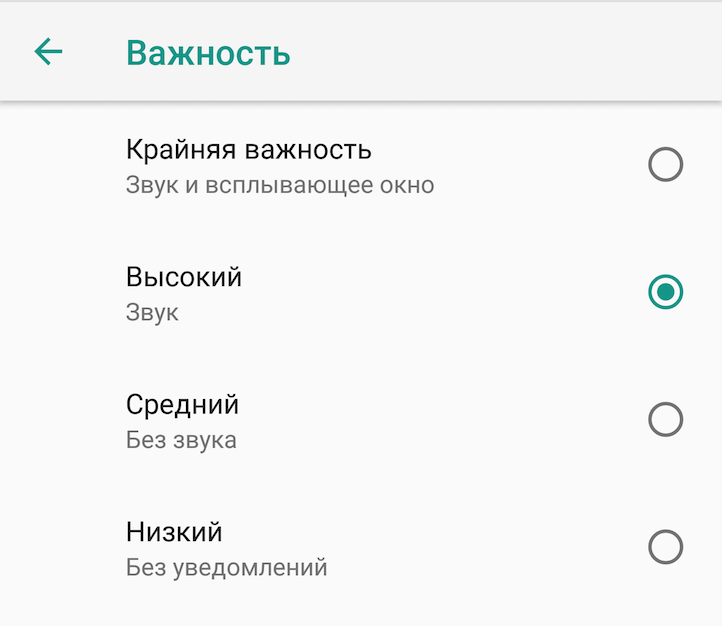 Важность
Крайняя важность
Звук и всплывающее окно
Высокий
Звук
Средний
Без звука
Низкий
Без уведомлений